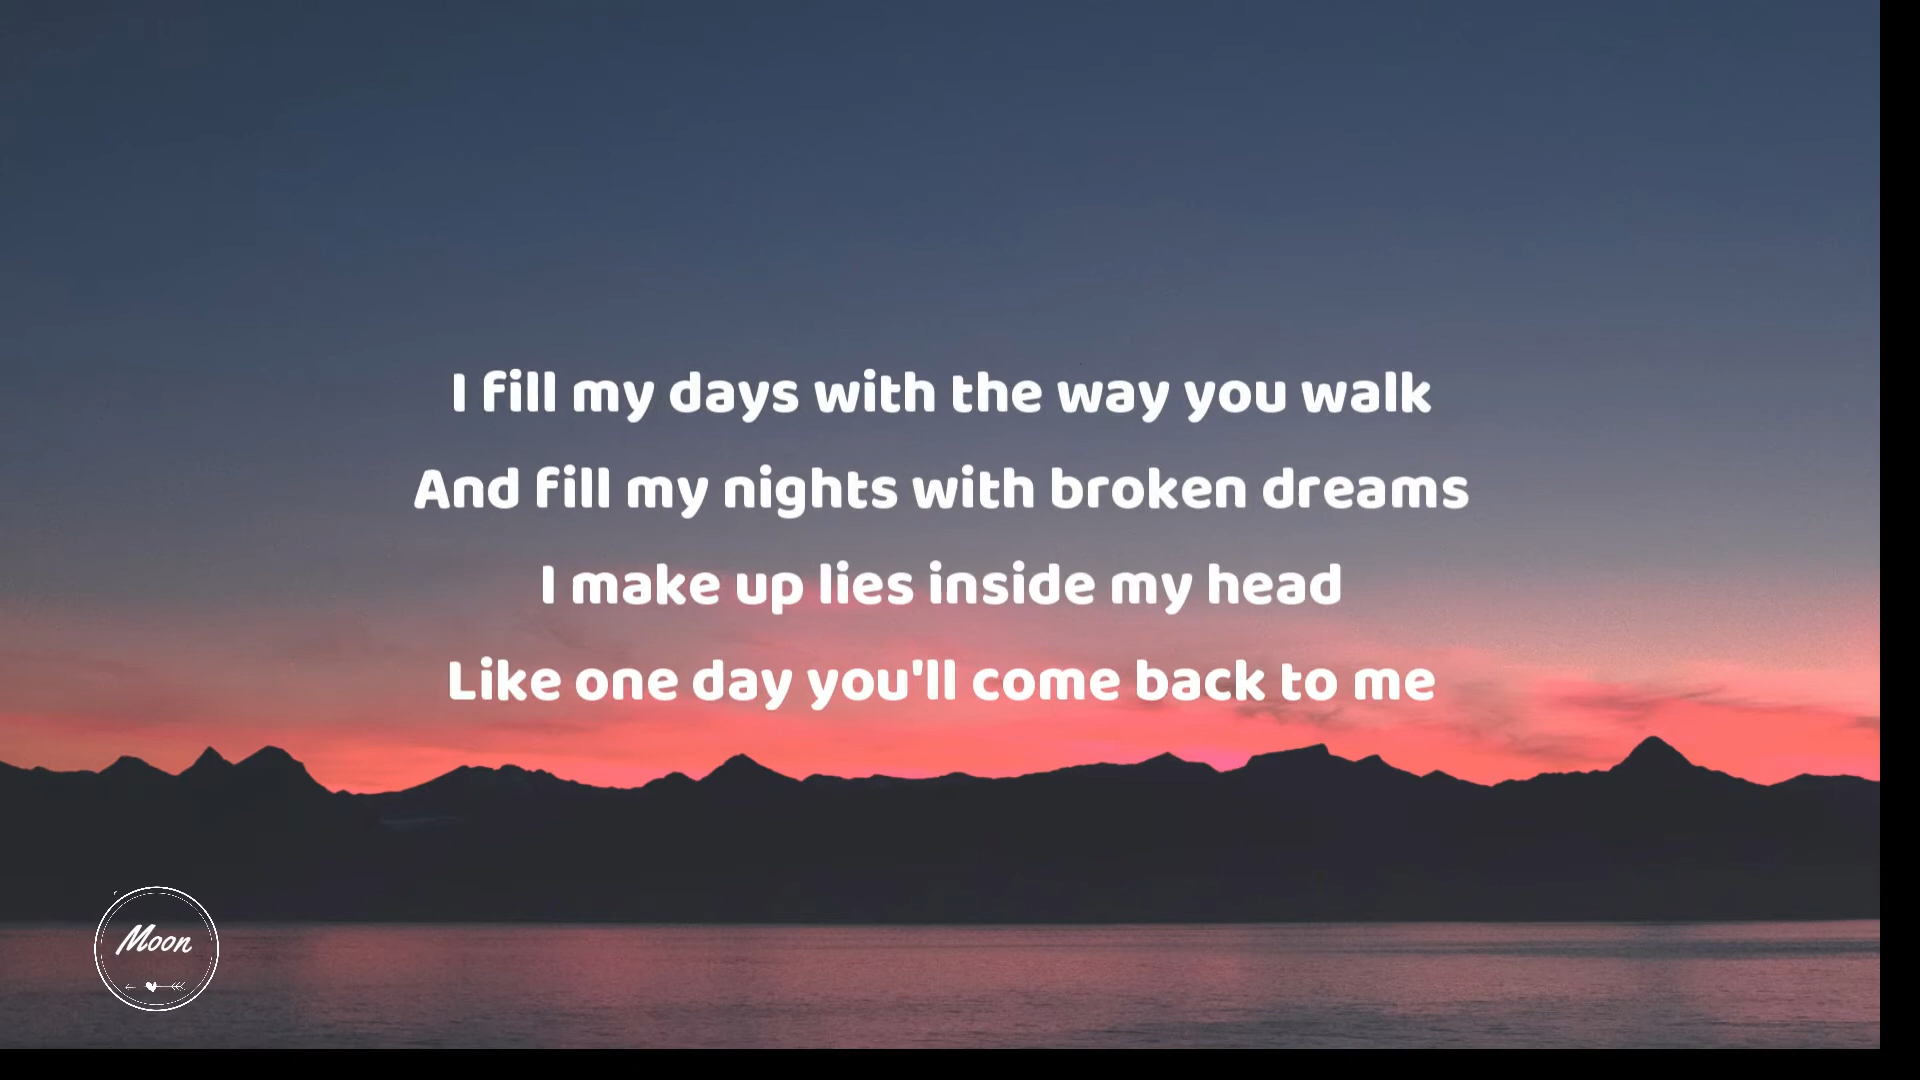 I fill my days with the way you walk
And fill my nights with broken dreams
I make up lies inside my head
Like one day you'll come back to me
Moon